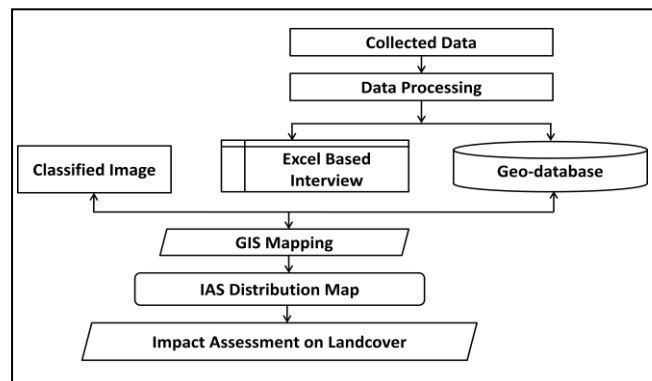 Collected Data
Data Processing
Classified Image
Excel Based
Interview
Geo-database
GIS Mapping
IAS Distribution Map
Impact Assessment on Landcover